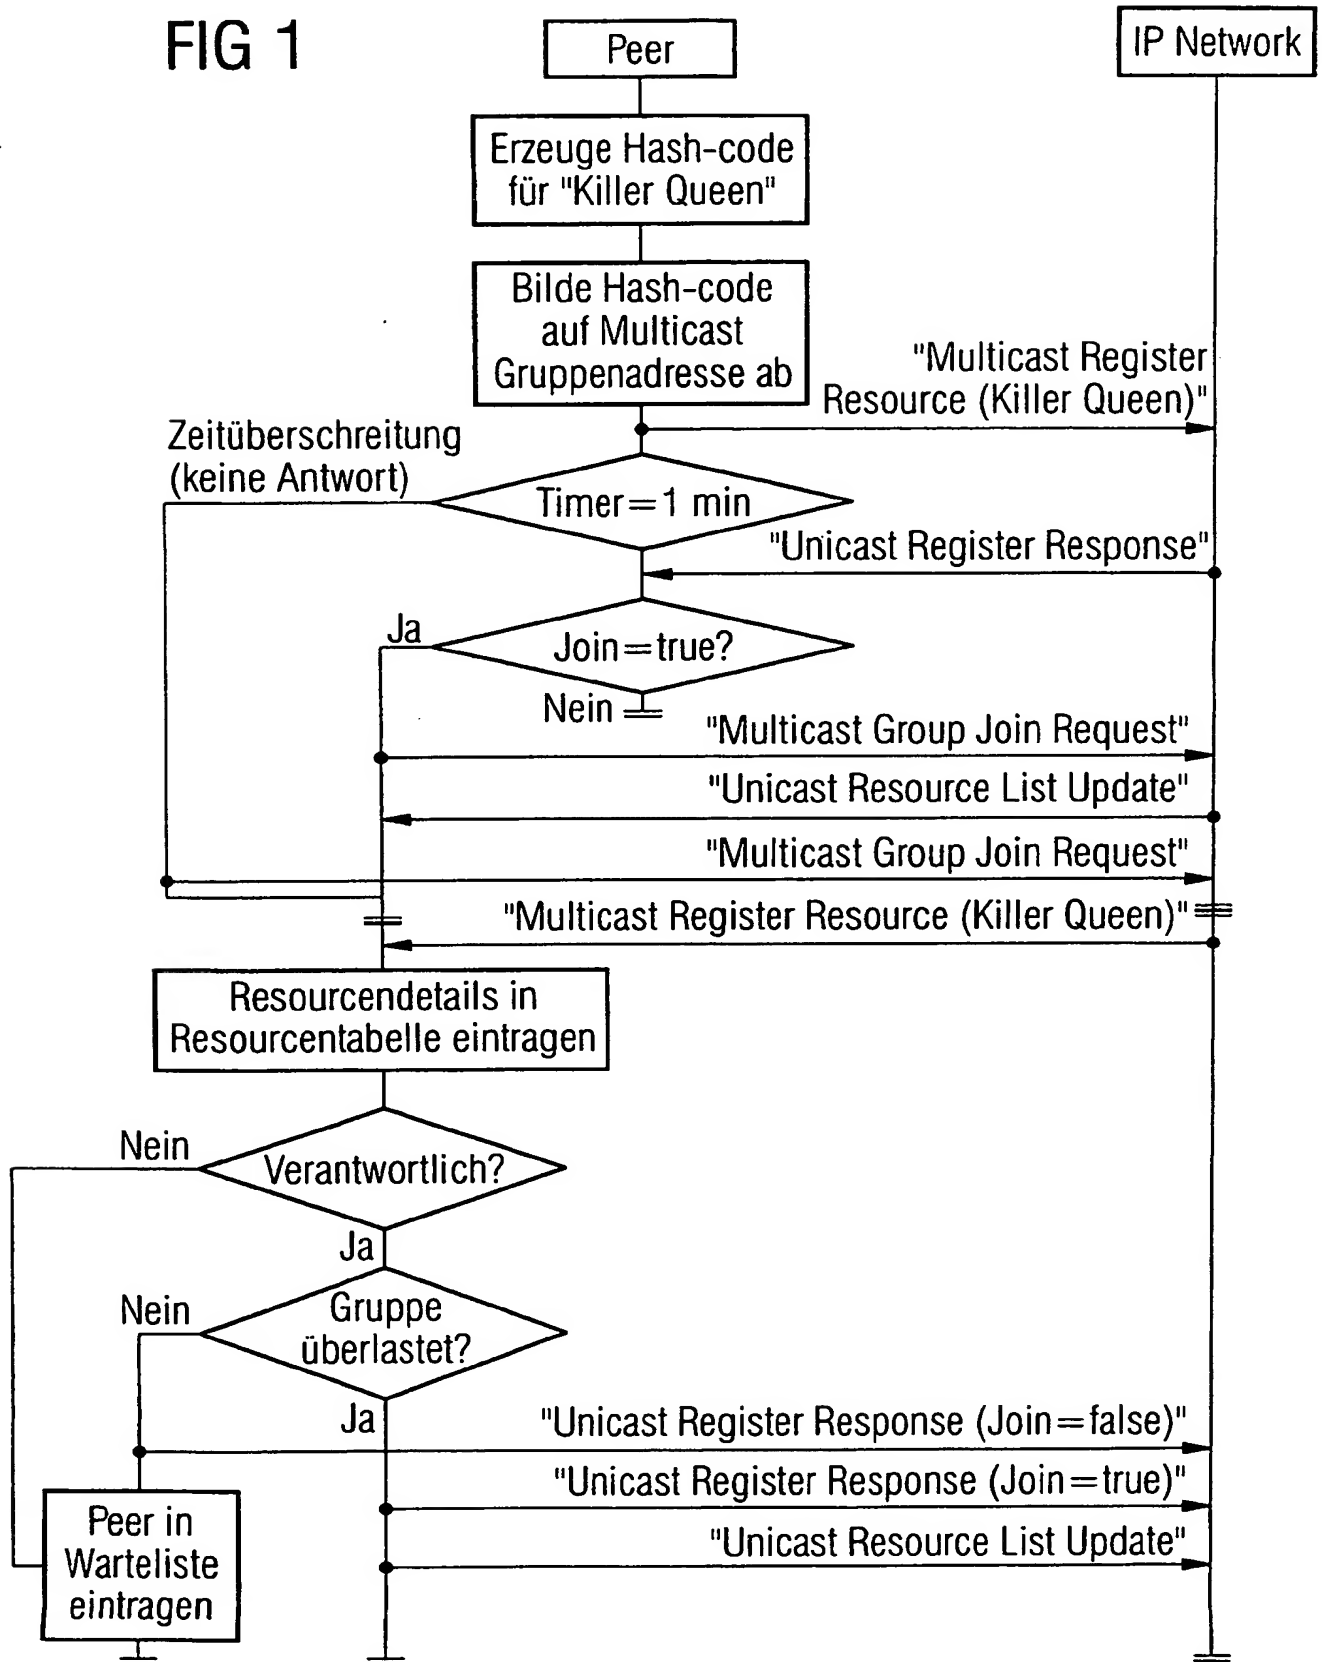 FIG 1
Peer
IP Network
Erzeuge Hash-code
für "Killer Queen"
Bilde Hash-code
auf Multicast
Gruppenadresse ab
"Multicast Register
Resource (Killer Queen)"
Zeitüberschreitung
(keine Antwort)
Timer=1 min
"Unicast Register Response"
Ja
Join=true?
Nein
"Multicast Group Join Request"
"Unicast Resource List Update"
"Multicast Group Join Request"
"Multicast Register Resource (Killer Queen)"
Resourcendetails in
Resourcentabelle eintragen
Nein
Verantwortlich?
Ja
Nein
Gruppe
überlastet?
Ja
"Unicast Register Response (Join=false)"
"Unicast Register Response (Join=true)"
"Unicast Resource List Update"
Peer in
Warteliste
eintragen